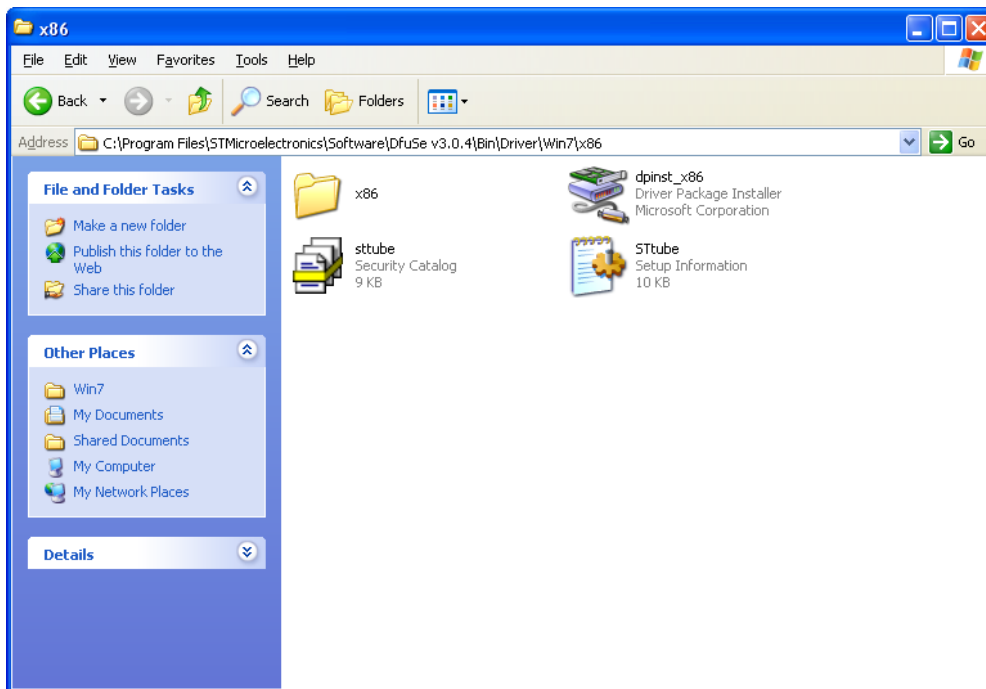 x86
File Edit View Favorites Tools Help
Back Search Folders
Address C:\Program Files\STMicroelectronics\Software\DfuSe v3.0.4\Bin\Driver\Win7\x86 Go
File and Folder Tasks
Make a new folder
Publish this folder to the
Web
Share this folder
Other Places
Win7
My Documents
Shared Documents
My Computer
My Network Places
Details
x86
dpinst_x86
Driver Package Installer
Microsoft Corporation
sttube
Security Catalog
9 KB
STtube
Setup Information
10 KB